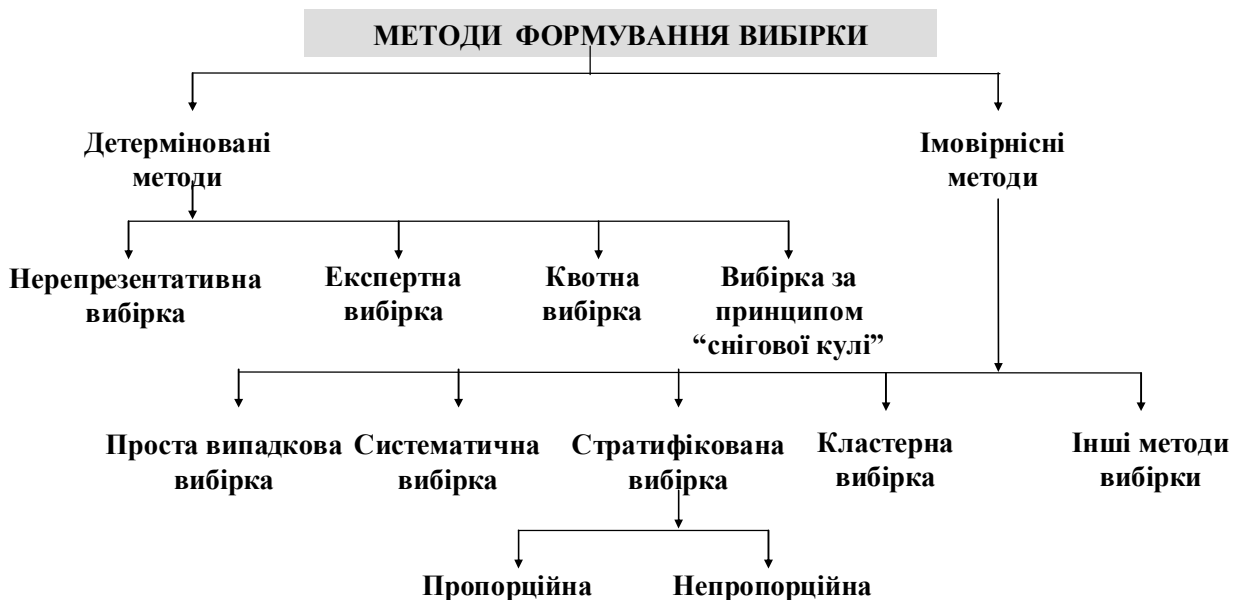 МЕТОДИ ФОРМУВАННЯ ВИБІРКИ
Детерміновані
методи
Імовірнісні
методи
Нерепрезентативна
вибірка
Експертна
вибірка
Квотна
вибірка
Вибірка за
принципом
“снігової кулі”
Проста випадкова
вибірка
Систематична
вибірка
Стратифікована
вибірка
Кластерна
вибірка
Інші методи
вибірки
Пропорційна
Непропорційна